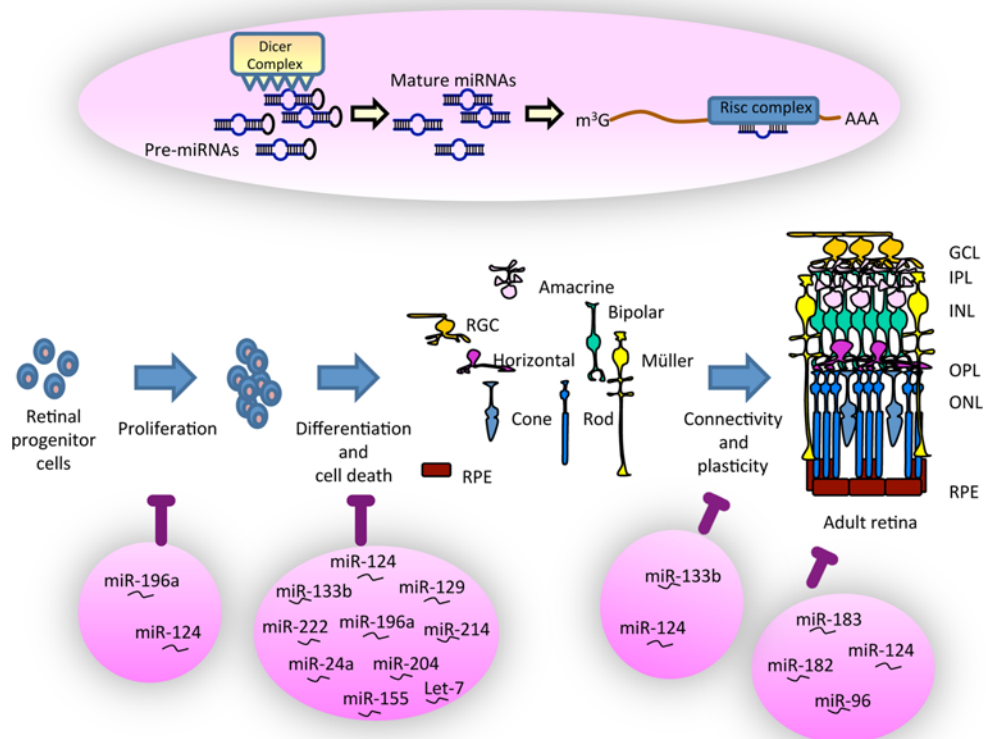 Dicer
Complex
Mature miRNAs
Pre-miRNAs
m³G
Risc complex
AAA
GCL
IPL
INL
OPL
ONL
RPE
Amacrine
RGC
Bipolar
Horizontal
Müller
Cone
Rod
RPE
Retinal
progenitor
cells
Proliferation
Differentiation
and
cell death
Connectivity
and
plasticity
Adult retina
miR-196a
miR-124
miR-124
miR-133b
miR-129
miR-222
miR-196a
miR-214
miR-24a
miR-204
miR-155
Let-7
miR-133b
miR-124
miR-183
miR-124
miR-182
miR-96